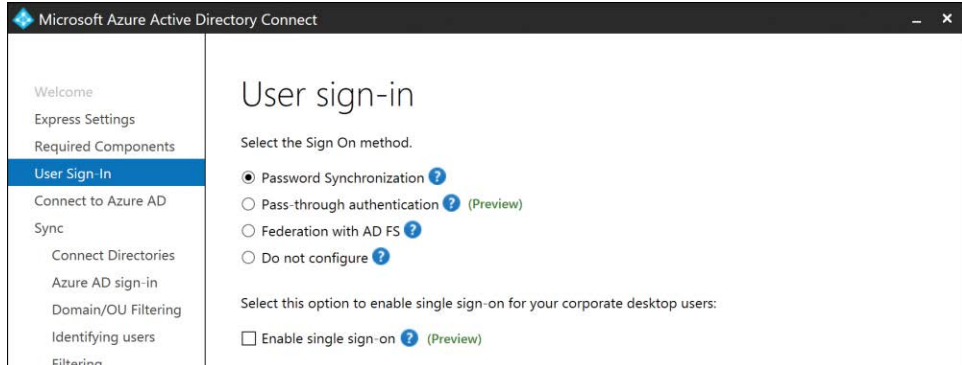 Microsoft Azure Active Directory Connect
Welcome
Express Settings
Required Components
User Sign-In
Connect to Azure AD
Sync
Connect Directories
Azure AD sign-in
Domain/OU Filtering
Identifying users
Filtering
User sign-in
Select the Sign On method.
Password Synchronization ?
Pass-through authentication ? (Preview)
Federation with AD FS ?
Do not configure ?
Select this option to enable single sign-on for your corporate desktop users:
Enable single sign-on ? (Preview)